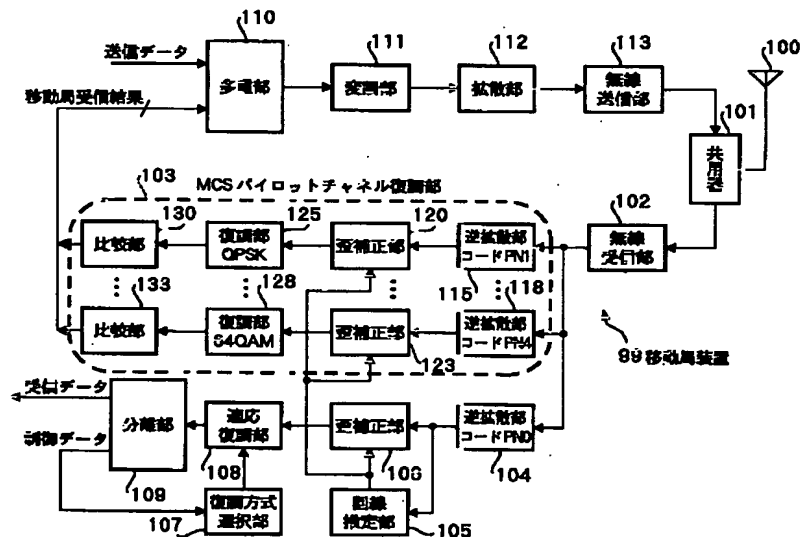 110
送信データ
多重部
111
変調部
112
拡散部
113
無線
送信部
100
移動局受信結果
101
共用器
103
MCSパイロットチャネル復調部
130
比較部
125
復調部
QPSK
120
歪補正部
逆拡散部
コードPN1
102
無線
受信部
115
118
133
比較部
128
復調部
64QAM
歪補正部
123
逆拡散部
コードPN4
99 移動局装置
受信データ
分離部
制御データ
適応
復調部
108
歪補正部
106
逆拡散部
コードPN0
104
109
107
復調方式
選択部
回線
推定部
105